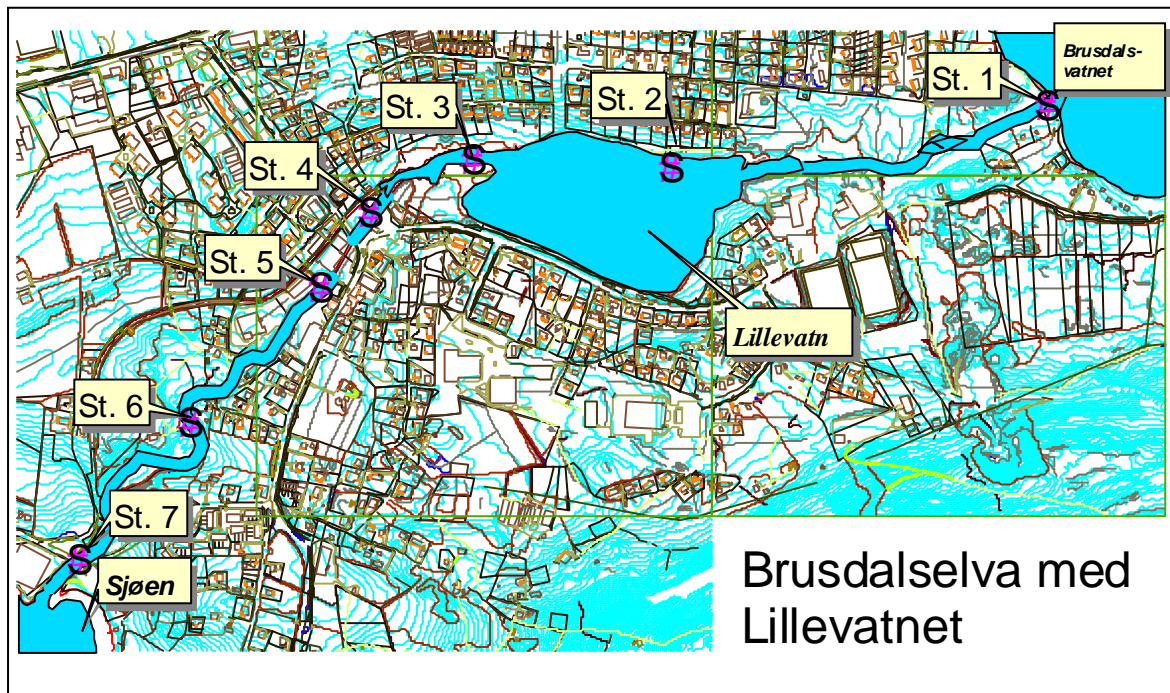 Brusdals-
vatnet
St. 1
St. 2
St. 3
St. 4
St. 5
Lillevatn
St. 6
St. 7
Sjøen
Brusdalselva med
Lillevatnet
S
S
S
S
S
S
S